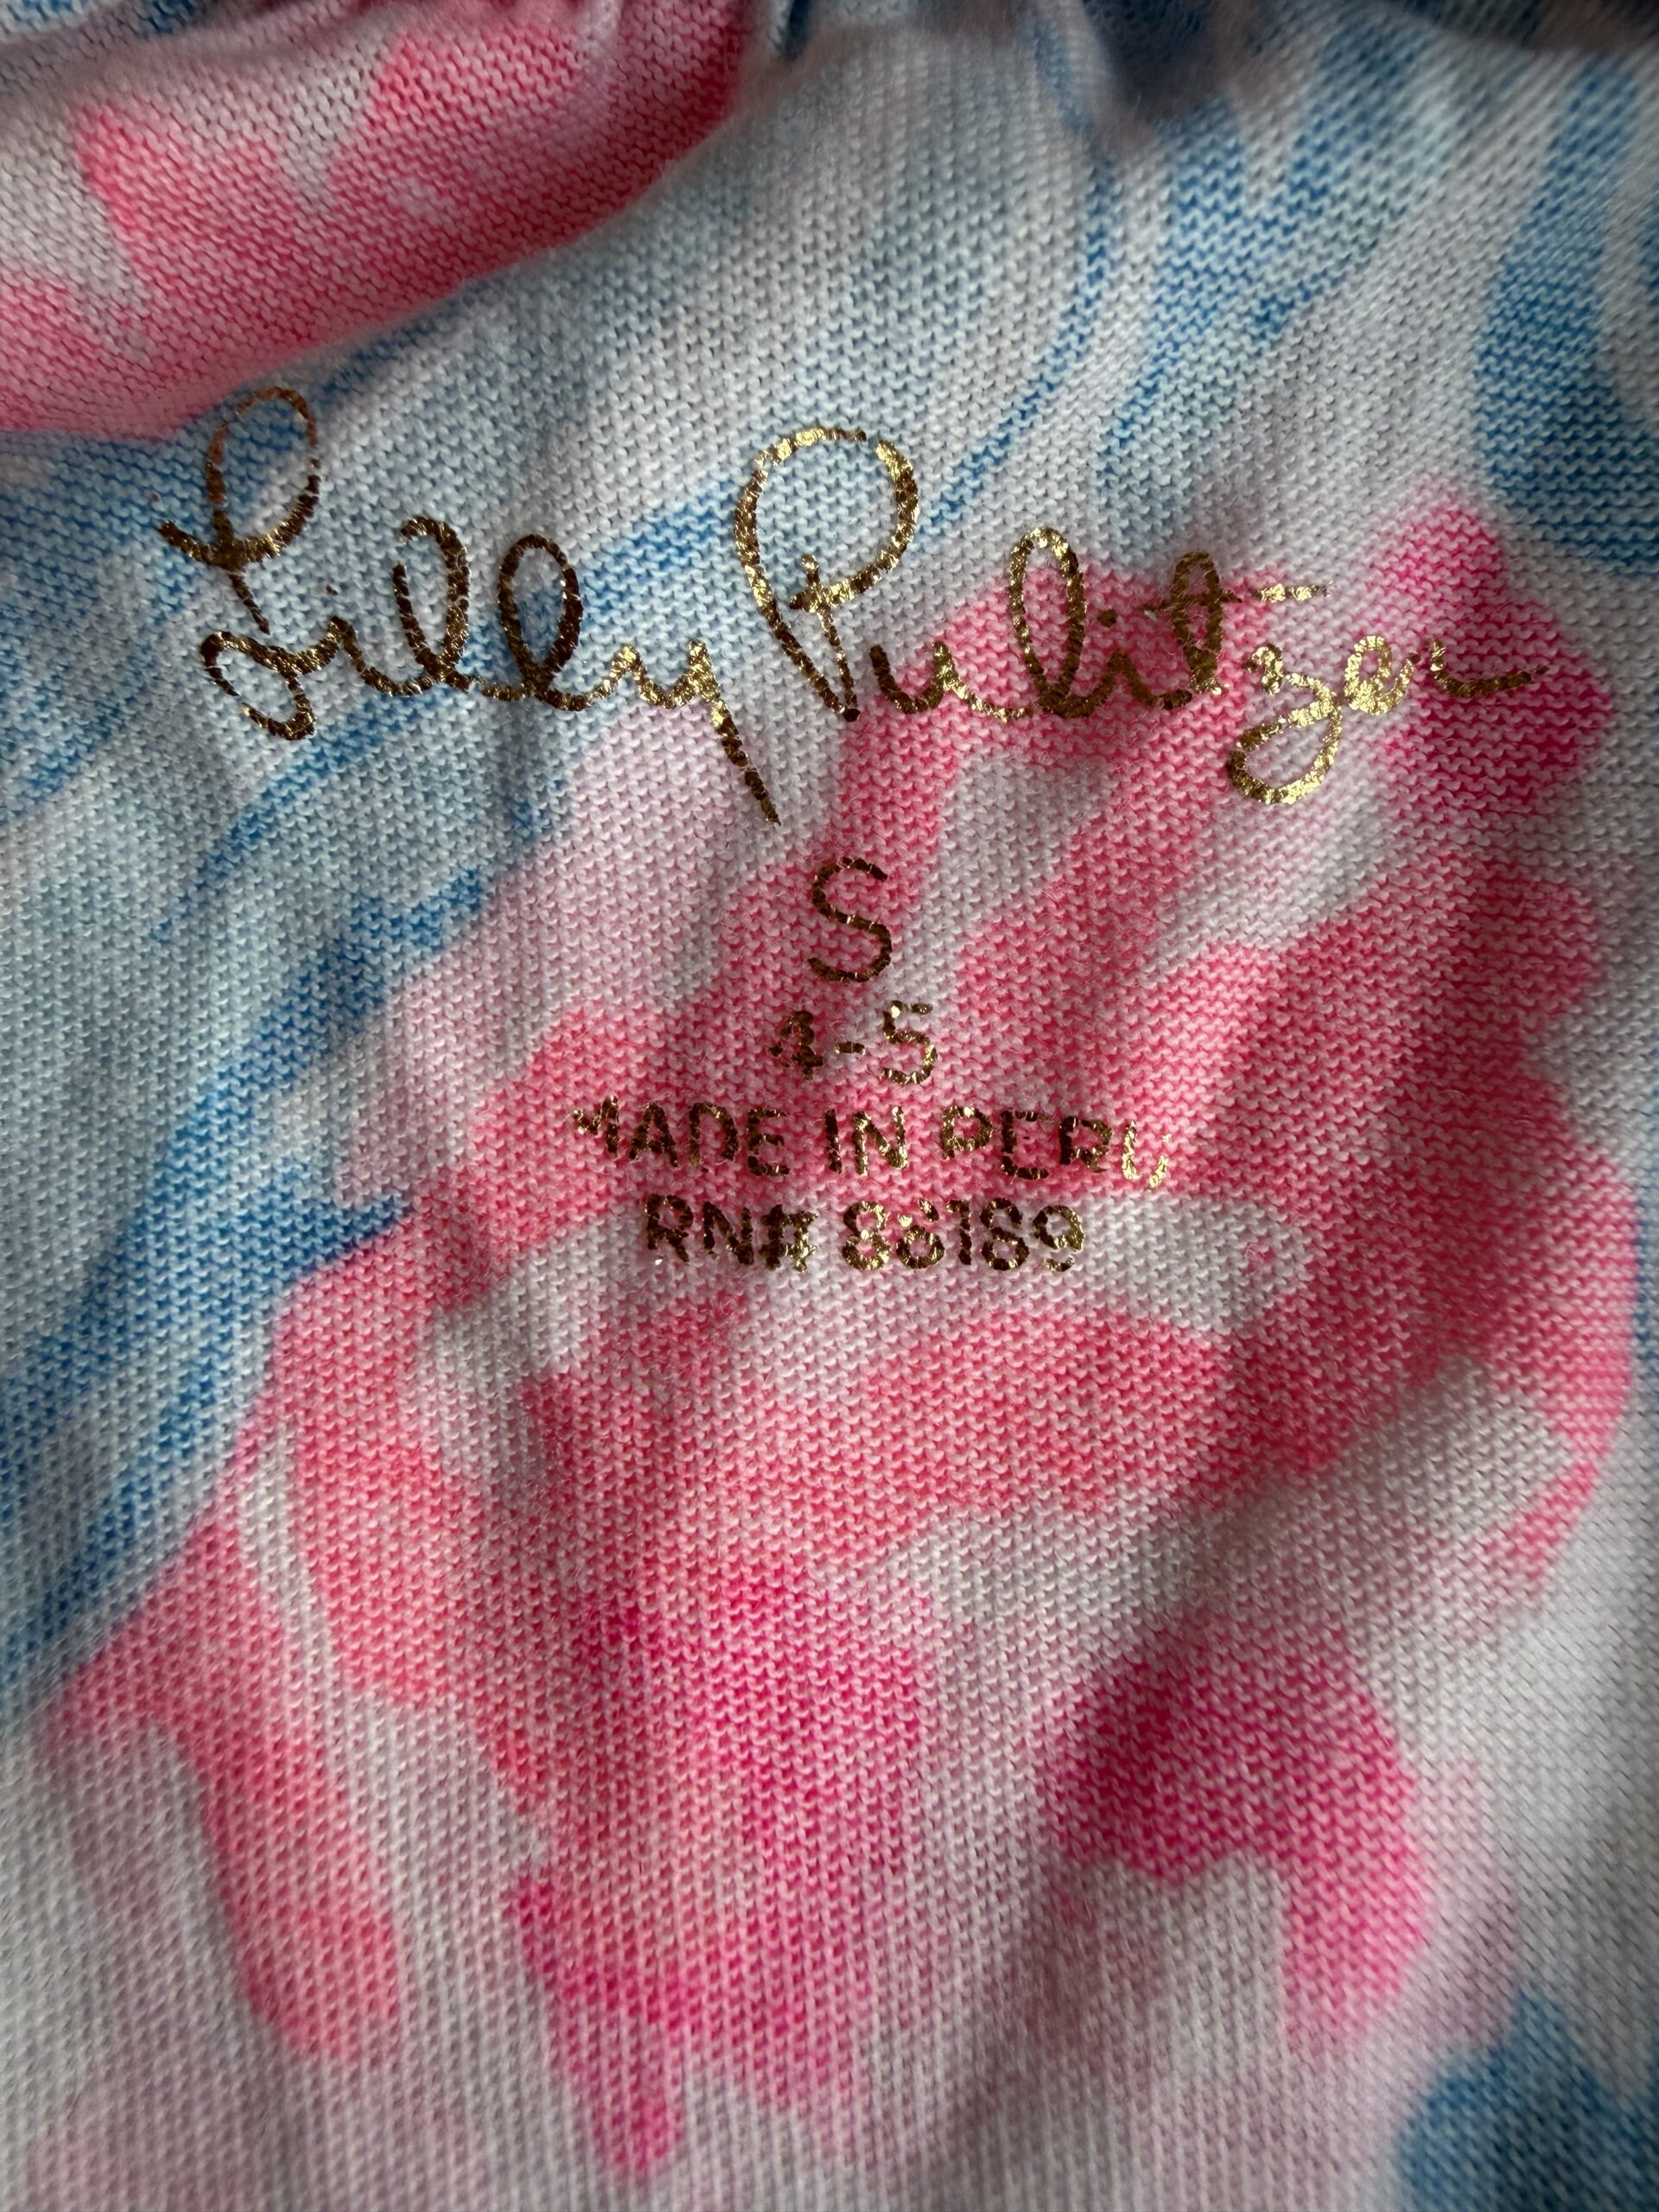 Lilly Pulitzer
S
4-5
MADE IN PERU
RN# 86189